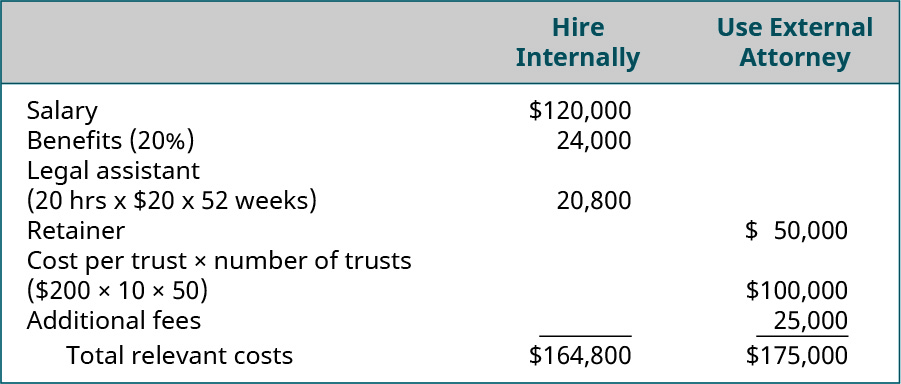 Hire Internally Use External Attorney
Salary $120,000
Benefits (20%) 24,000
Legal assistant
(20 hrs x $20 x 52 weeks) 20,800
Retainer $ 50,000
Cost per trust × number of trusts
($200 × 10 × 50) $100,000
Additional fees 25,000
Total relevant costs $164,800 $175,000